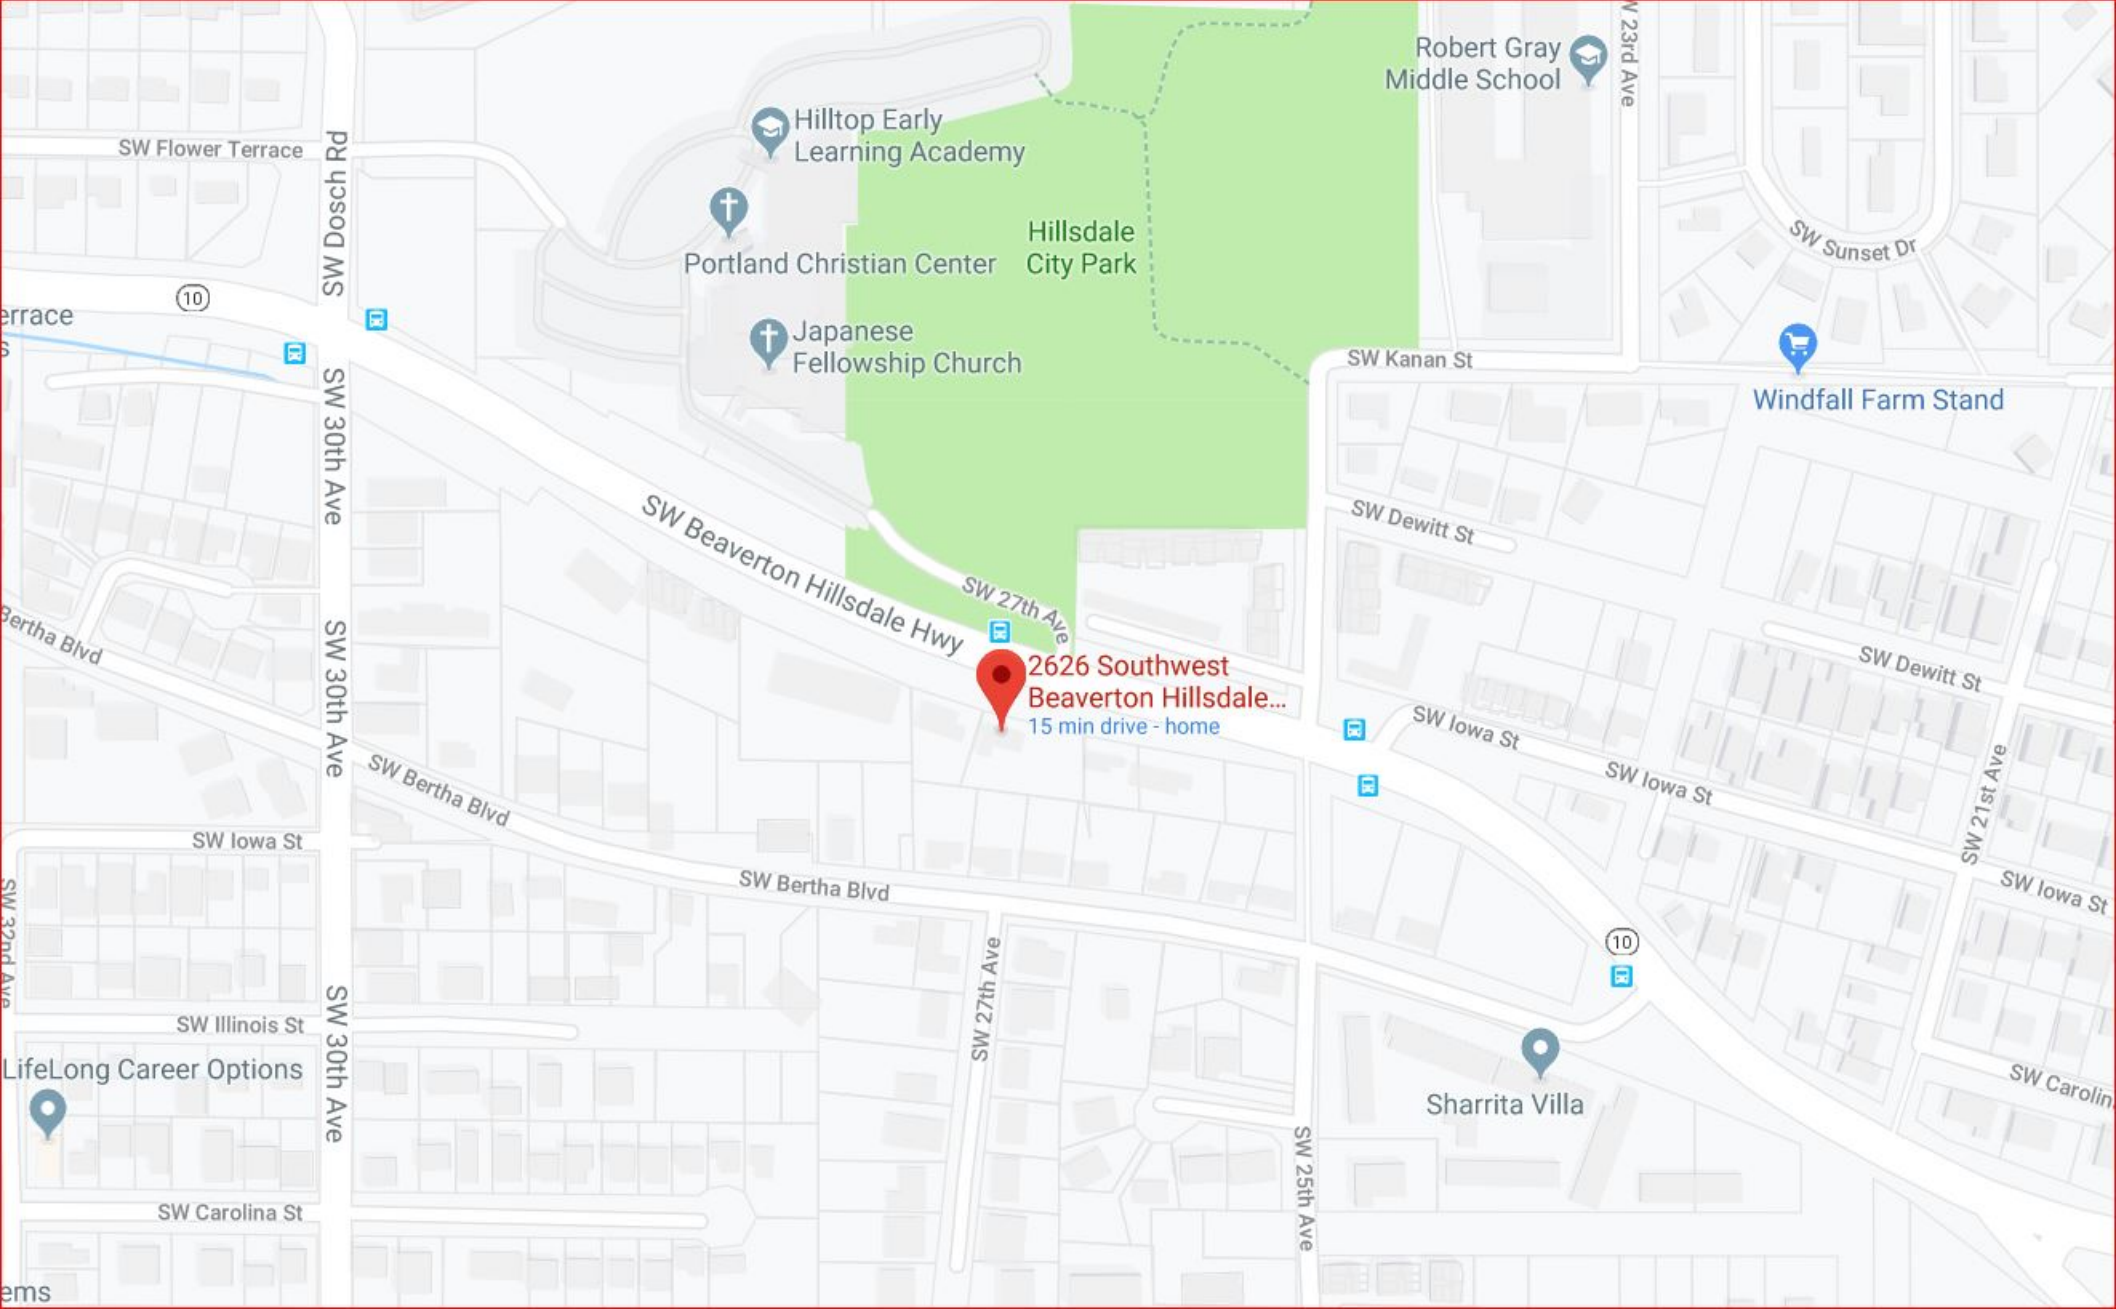 W 23rd Ave
Robert Gray
Middle School
Hilltop Early
Learning Academy
SW Flower Terrace
SW Dosch Rd
Portland Christian Center
Hillsdale
City Park
SW Sunset Dr
10
errace
s
Japanese
Fellowship Church
SW Kanan St
Windfall Farm Stand
SW 30th Ave
SW Beaverton Hillsdale Hwy
SW Dewitt St
SW 27th Ave
Bertha Blvd
SW 30th Ave
SW Dewitt St
2626 Southwest
Beaverton Hillsdale...
15 min drive - home
SW Iowa St
SW Iowa St
SW 21st Ave
SW Bertha Blvd
SW Iowa St
SW Bertha Blvd
SW Iowa St
SW 32nd Ave
10
SW 27th Ave
SW Illinois St
SW 30th Ave
LifeLong Career Options
Sharrita Villa
SW Carolin
SW 25th Ave
SW Carolina St
ems